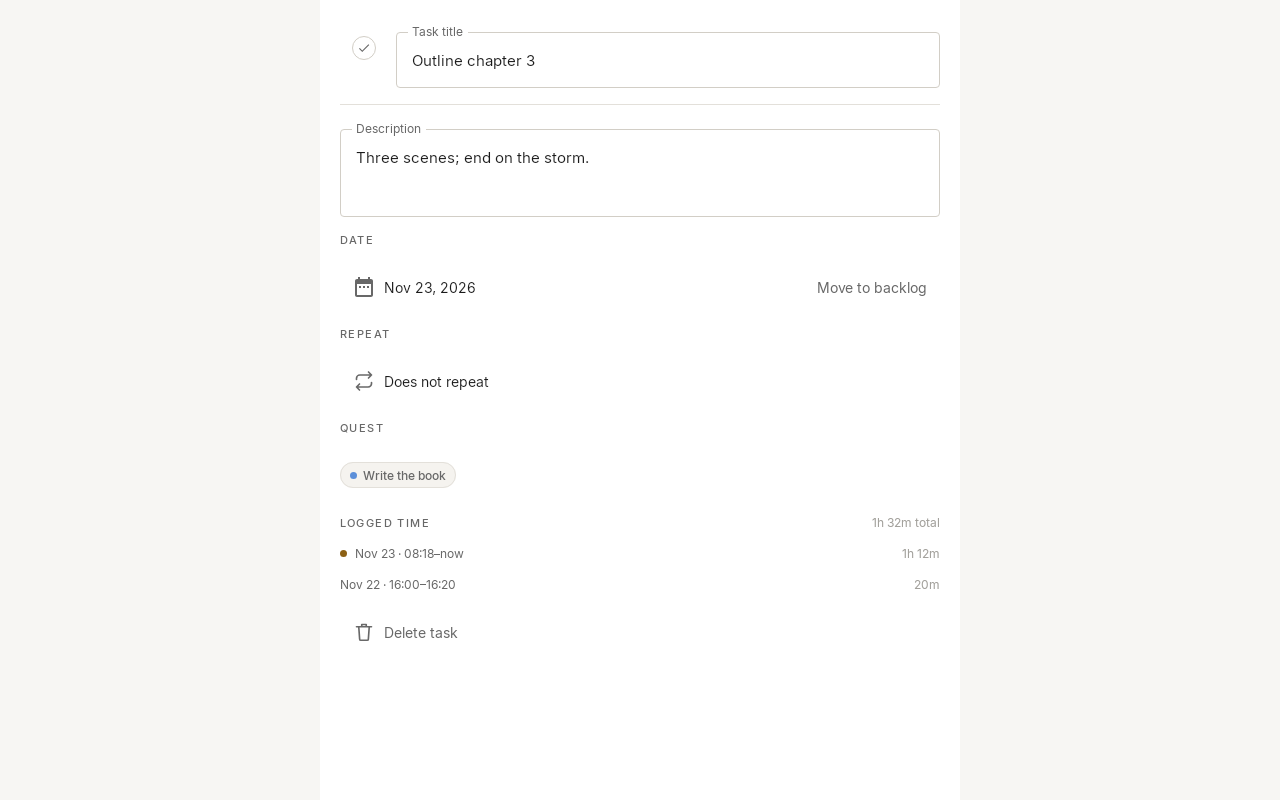 Task title
Outline chapter 3
Description
Three scenes; end on the storm.
DATE
Nov 23, 2026
Move to backlog
REPEAT
Does not repeat
QUEST
Write the book
LOGGED TIME
1h 32m total
Nov 23 · 08:18–now
1h 12m
Nov 22 · 16:00–16:20
20m
Delete task